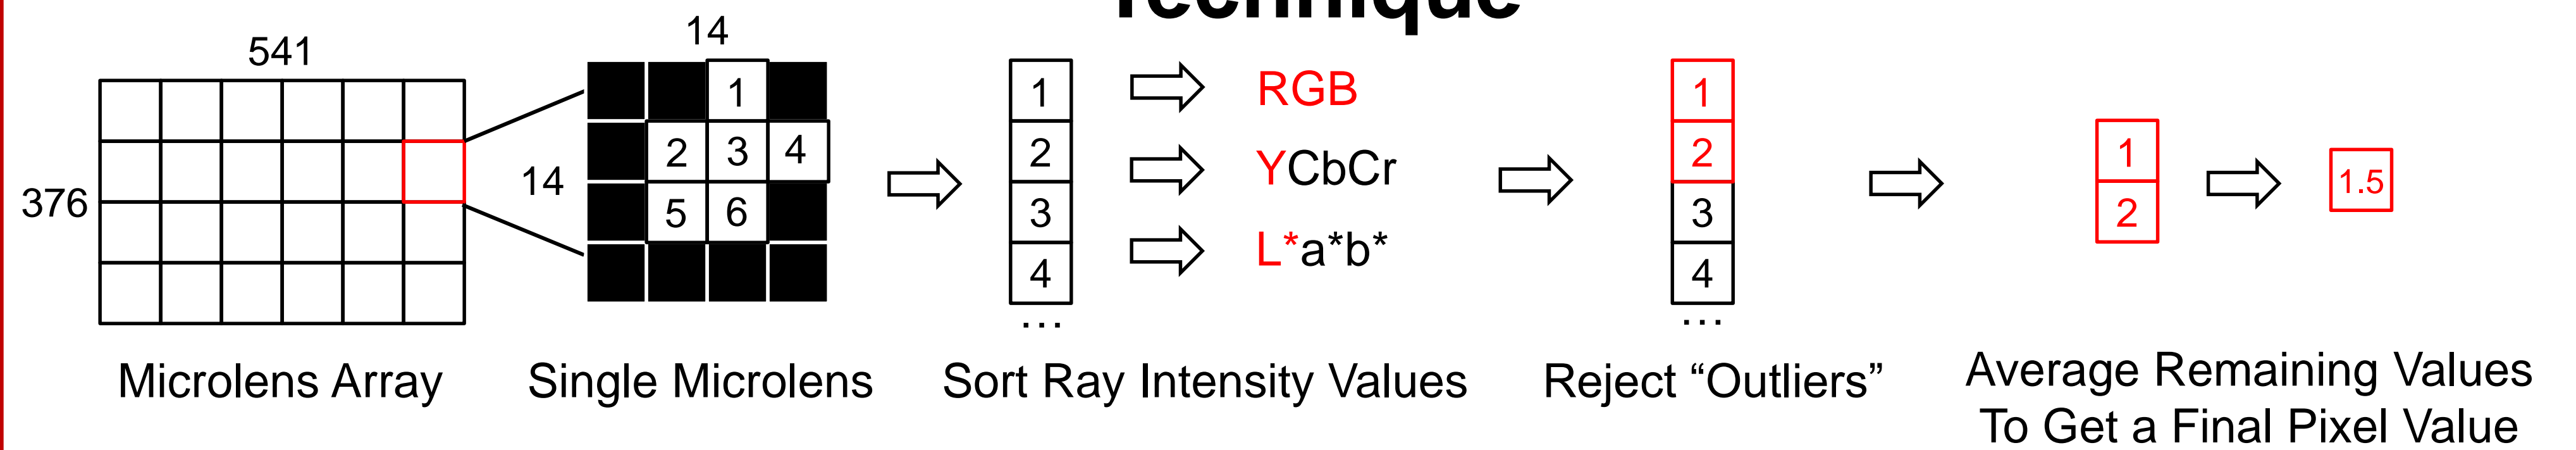 Technique
541
376
Microlens Array
14
14
1
2 3 4
5 6
Single Microlens
1
2
3
4
...
Sort Ray Intensity Values
RGB
YCbCr
L*a*b*
1
2
3
4
...
Reject “Outliers”
1
2
1.5
Average Remaining Values
To Get a Final Pixel Value